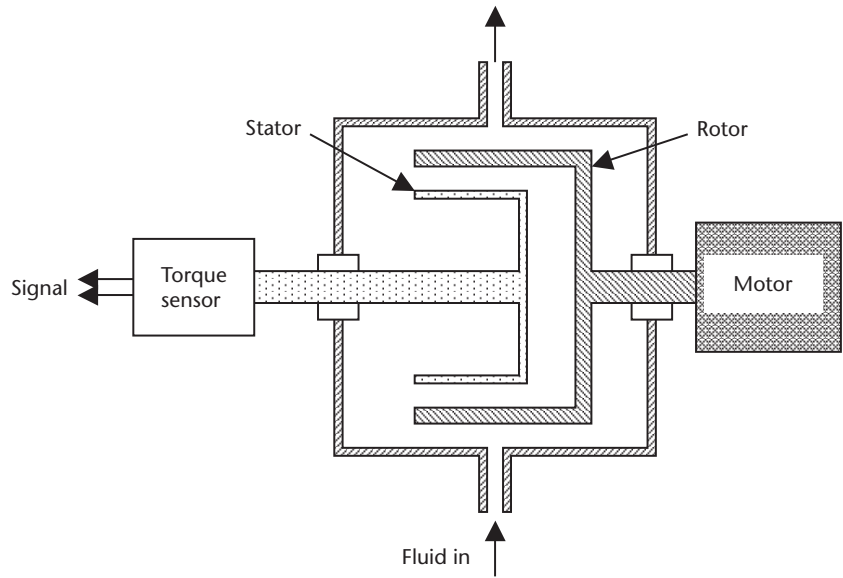 Stator
Rotor
Signal
Torque
sensor
Motor
Fluid in